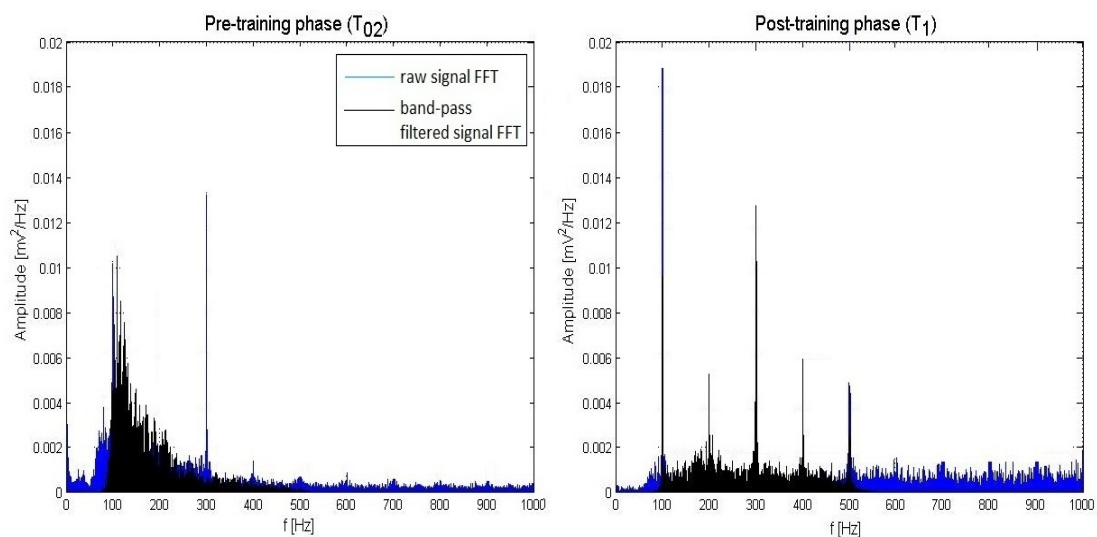 Pre-training phase (T02)
0.02
0.018
0.016
0.014
0.012
0.01
0.008
0.006
0.004
0.002
0
Amplitude [mv²/Hz]
raw signal FFT
band-pass
filtered signal FFT
0 100 200 300 400 500 600 700 800 900 1000
f [Hz]
Post-training phase (T1)
0.02
0.018
0.016
0.014
0.012
0.01
0.008
0.006
0.004
0.002
0
Amplitude [mV²/Hz]
0 100 200 300 400 500 600 700 800 900 1000
f [Hz]